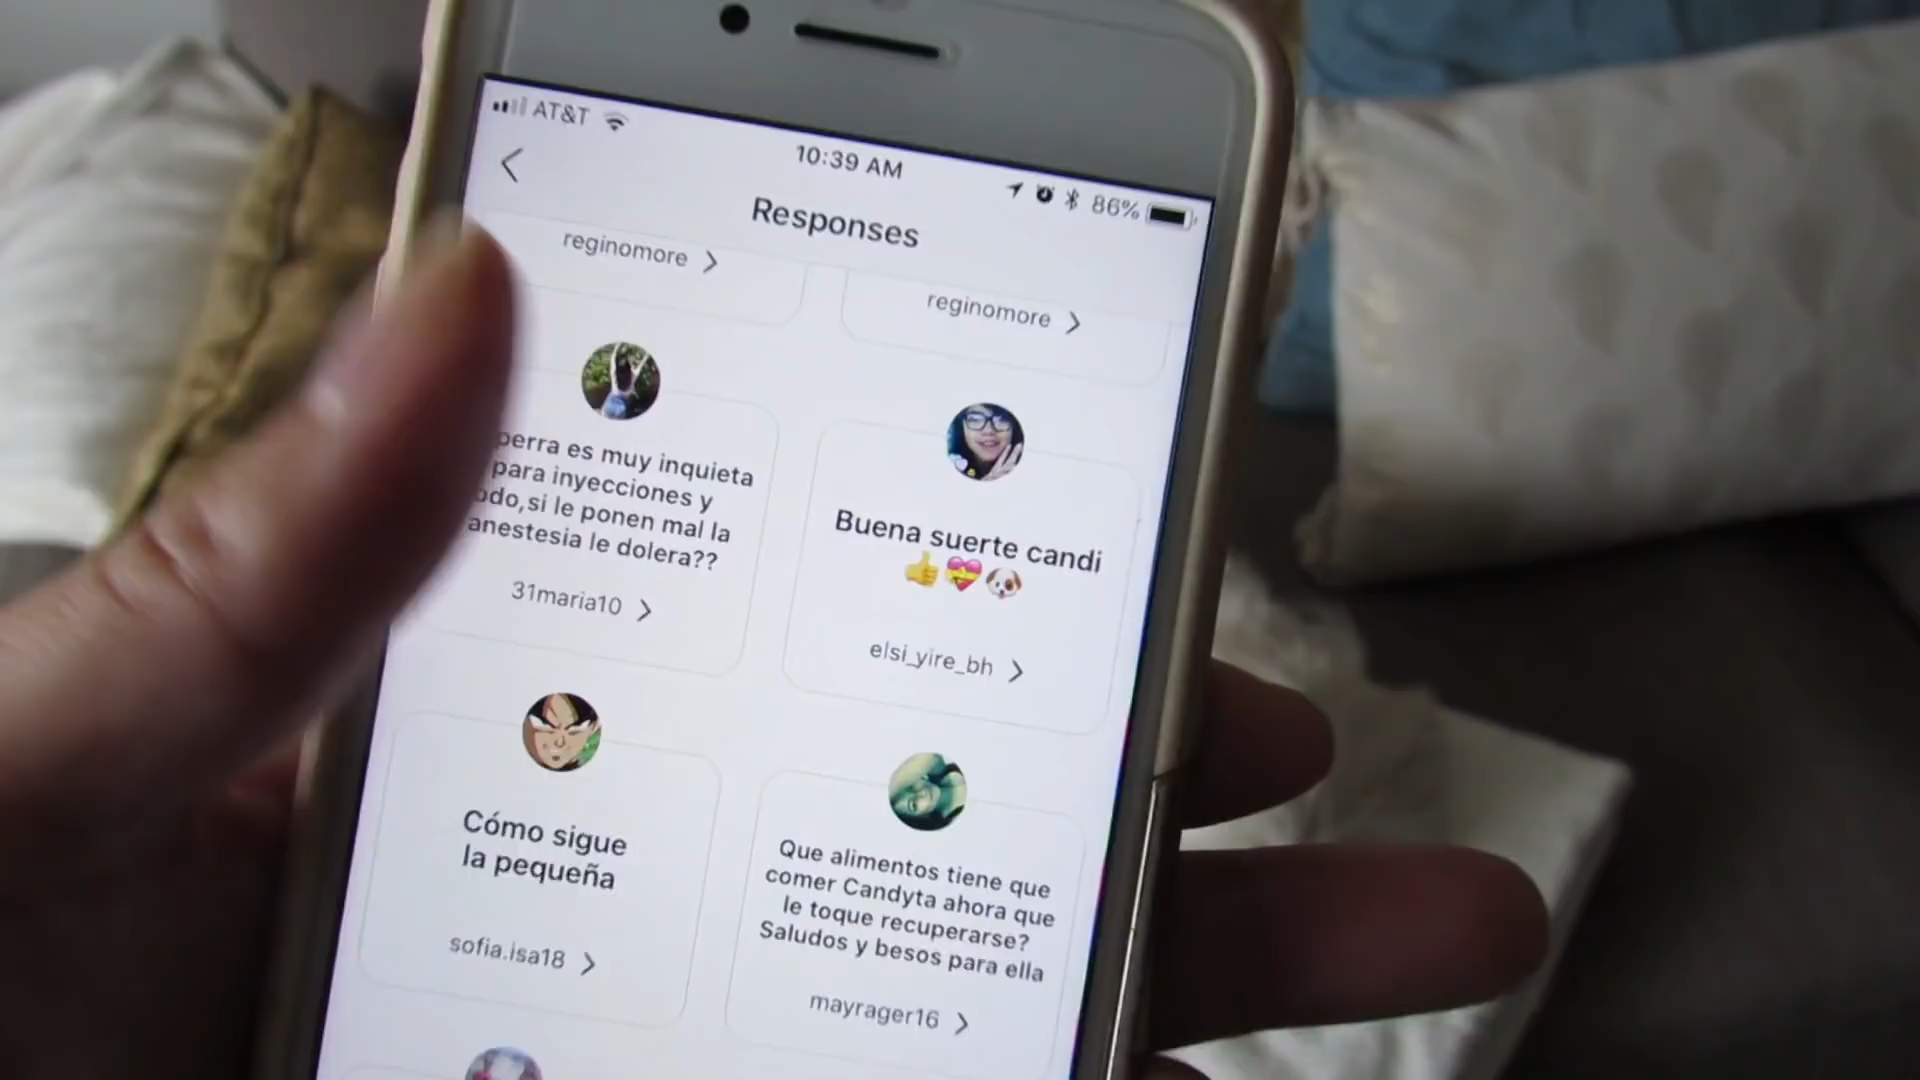 AT&T
10:39 AM
86%
Responses
reginomore
reginomore
perra es muy inquieta
para inyecciones y
odo,si le ponen mal la
anestesia le dolera??
31maria10
Buena suerte candi
👍💝🐶
elsi_yire_bh
Cómo sigue
la pequeña
sofia.isa18
Que alimentos tiene que
comer Candyta ahora que
le toque recuperarse?
Saludos y besos para ella
mayrager16